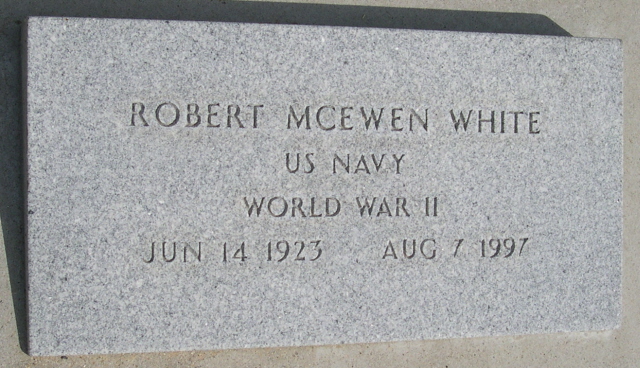 ROBERT MCEWEN WHITE
US NAVY
WORLD WAR II
JUN 14 1923 AUG 7 1997